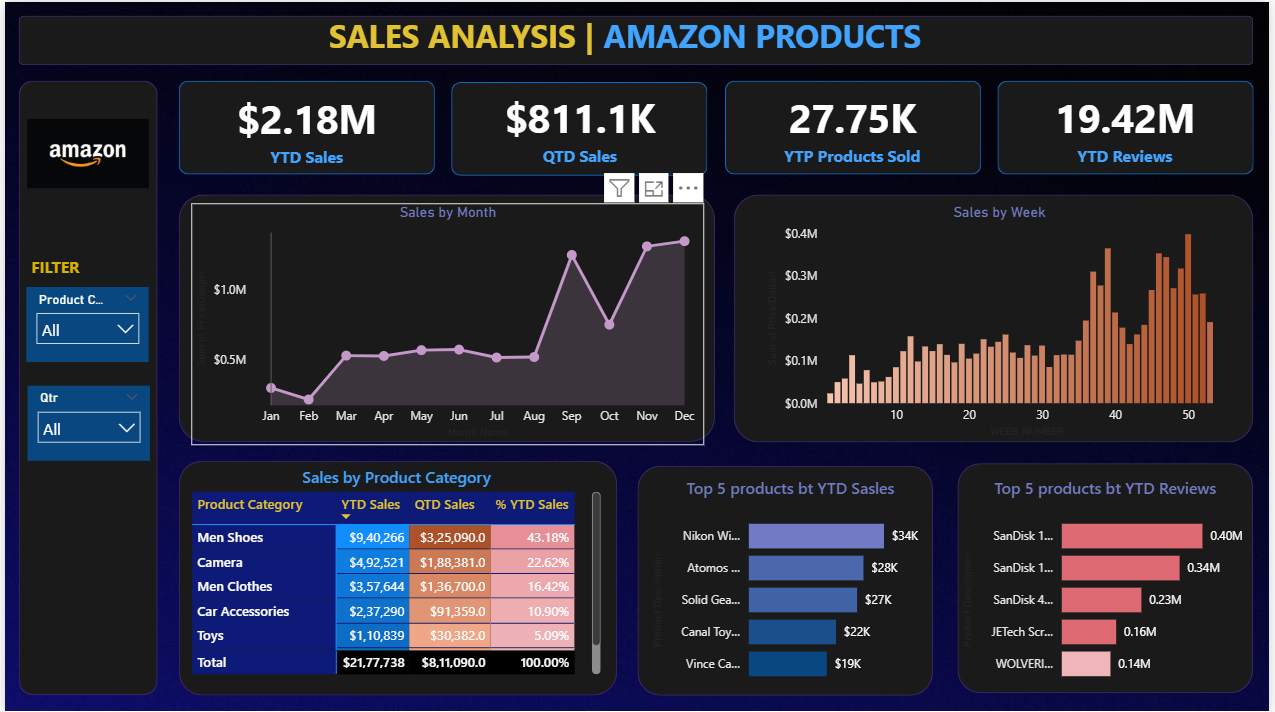 SALES ANALYSIS | AMAZON PRODUCTS
amazon
$2.18M
YTD Sales
$811.1K
QTD Sales
27.75K
YTP Products Sold
19.42M
YTD Reviews
FILTER
Product C...
All
Qtr
All
Sales by Month
$1.0M
$0.5M
Jan Feb Mar Apr May Jun Jul Aug Sep Oct Nov Dec
Month Name
Sales by Week
$0.4M
$0.3M
$0.2M
$0.1M
$0.0M
10 20 30 40 50
WEEK NUMBER
Sales by Product Category
Product Category YTD Sales QTD Sales % YTD Sales
Men Shoes $9,40,266 $3,25,090.0 43.18%
Camera $4,92,521 $1,88,381.0 22.62%
Men Clothes $3,57,644 $1,36,700.0 16.42%
Car Accessories $2,37,290 $91,359.0 10.90%
Toys $1,10,839 $30,382.0 5.09%
Total $21,77,738 $8,11,090.0 100.00%
Top 5 products bt YTD Sasles
Product Description
Nikon Wi... $34K
Atomos ... $28K
Solid Gea... $27K
Canal Toy... $22K
Vince Ca... $19K
Top 5 products bt YTD Reviews
Product Description
SanDisk 1... 0.40M
SanDisk 1... 0.34M
SanDisk 4... 0.23M
JETech Scr... 0.16M
WOLVERI... 0.14M